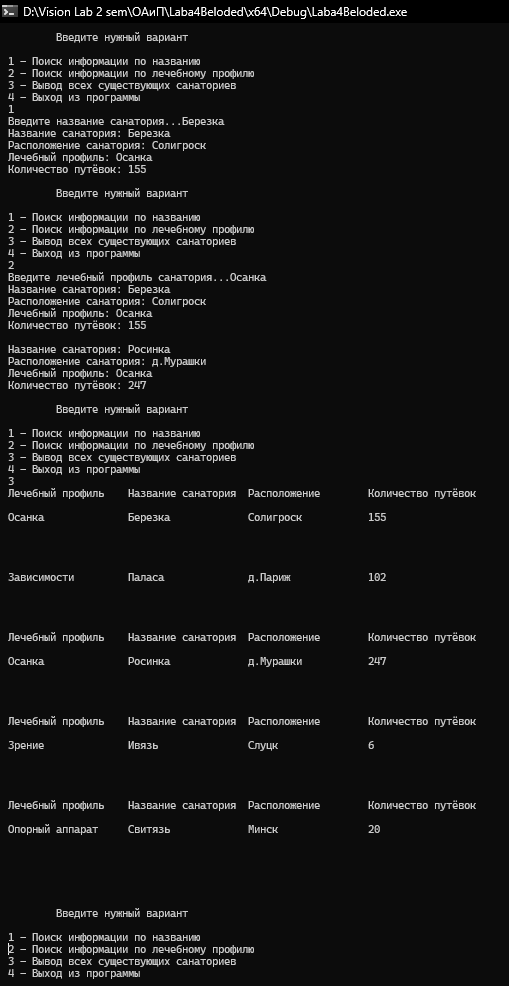 D:\Vision Lab 2 sem\ОАиП\Laba4Beloded\x64\Debug\Laba4Beloded.exe
Введите нужный вариант
1 - Поиск информации по названию
2 - Поиск информации по лечебному профилю
3 - Вывод всех существующих санаториев
4 - Выход из программы
1
Введите название санатория...Березка
Название санатория: Березка
Расположение санатория: Солигроск
Лечебный профиль: Осанка
Количество путёвок: 155
Введите нужный вариант
1 - Поиск информации по названию
2 - Поиск информации по лечебному профилю
3 - Вывод всех существующих санаториев
4 - Выход из программы
2
Введите лечебный профиль санатория...Осанка
Название санатория: Березка
Расположение санатория: Солигроск
Лечебный профиль: Осанка
Количество путёвок: 155
Название санатория: Росинка
Расположение санатория: д.Мурашки
Лечебный профиль: Осанка
Количество путёвок: 247
Введите нужный вариант
1 - Поиск информации по названию
2 - Поиск информации по лечебному профилю
3 - Вывод всех существующих санаториев
4 - Выход из программы
3
Лечебный профиль Название санатория Расположение Количество путёвок
Осанка Березка Солигроск 155
Зависимости Паласа д.Париж 102
Лечебный профиль Название санатория Расположение Количество путёвок
Осанка Росинка д.Мурашки 247
Лечебный профиль Название санатория Расположение Количество путёвок
Зрение Ивязь Слуцк 6
Лечебный профиль Название санатория Расположение Количество путёвок
Опорный аппарат Свитязь Минск 20
Введите нужный вариант
1 - Поиск информации по названию
2 - Поиск информации по лечебному профилю
3 - Вывод всех существующих санаториев
4 - Выход из программы